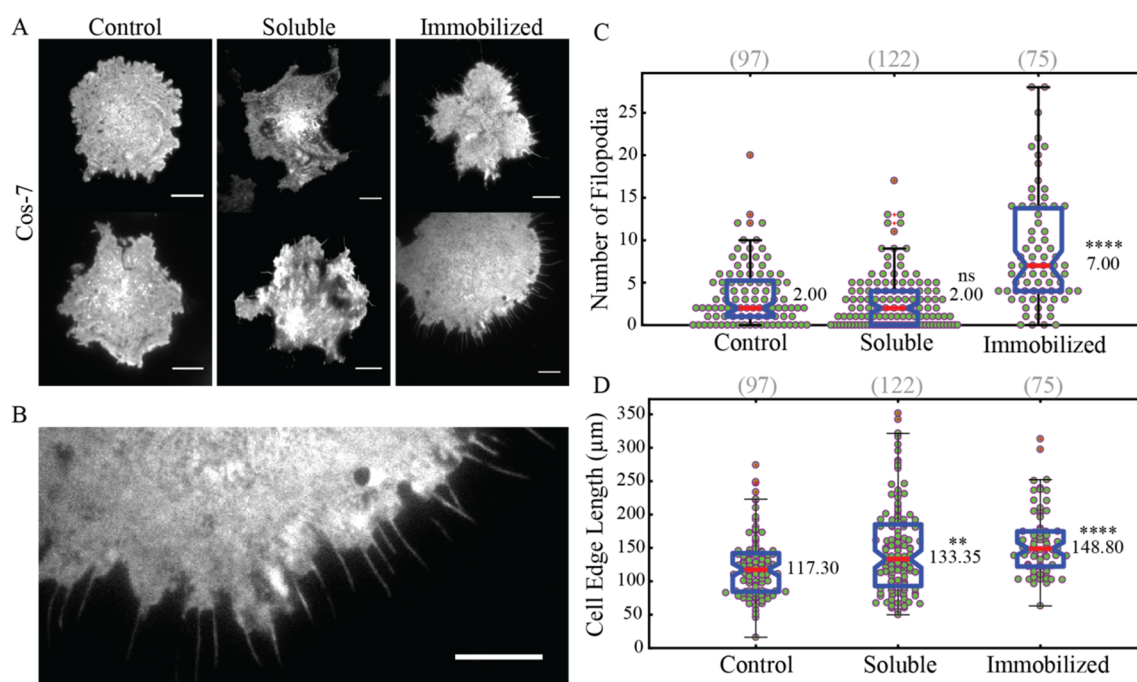 A
Control
Soluble
Immobilized
Cos-7
B
C
(97)
(122)
(75)
Number of Filopodia
25
20
15
10
5
0
2.00
ns
2.00
****
7.00
Control
Soluble
Immobilized
D
(97)
(122)
(75)
Cell Edge Length (µm)
350
300
250
200
150
100
50
0
117.30
**
133.35
****
148.80
Control
Soluble
Immobilized